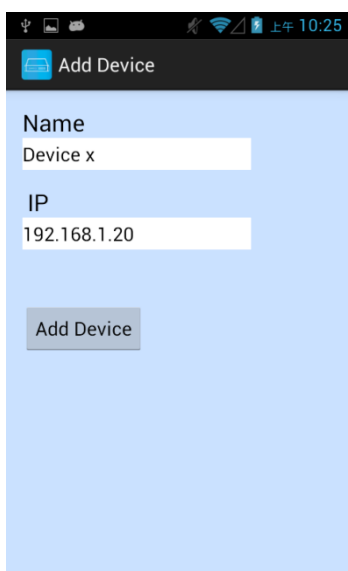 上午 10:25
Add Device
Name
Device x
IP
192.168.1.20
Add Device